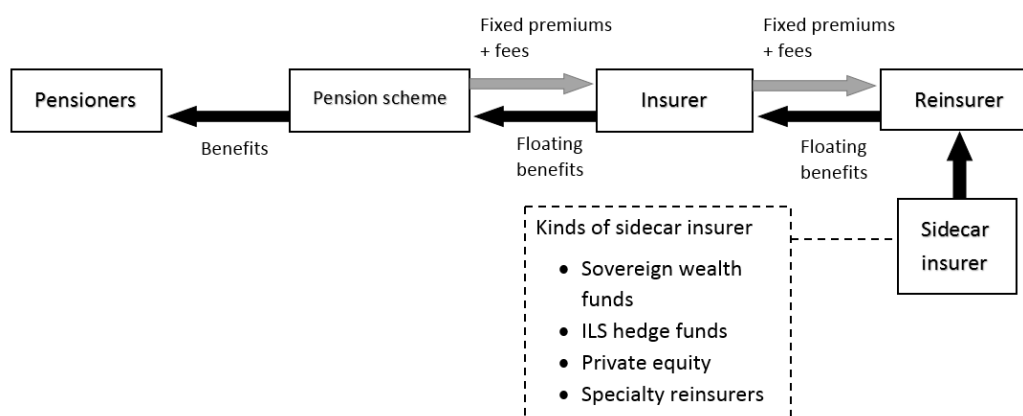 Fixed premiums
+ fees
Fixed premiums
+ fees
Pensioners
Pension scheme
Insurer
Reinsurer
Benefits
Floating
benefits
Floating
benefits
Kinds of sidecar insurer
• Sovereign wealth
funds
• ILS hedge funds
• Private equity
• Specialty reinsurers
Sidecar
insurer